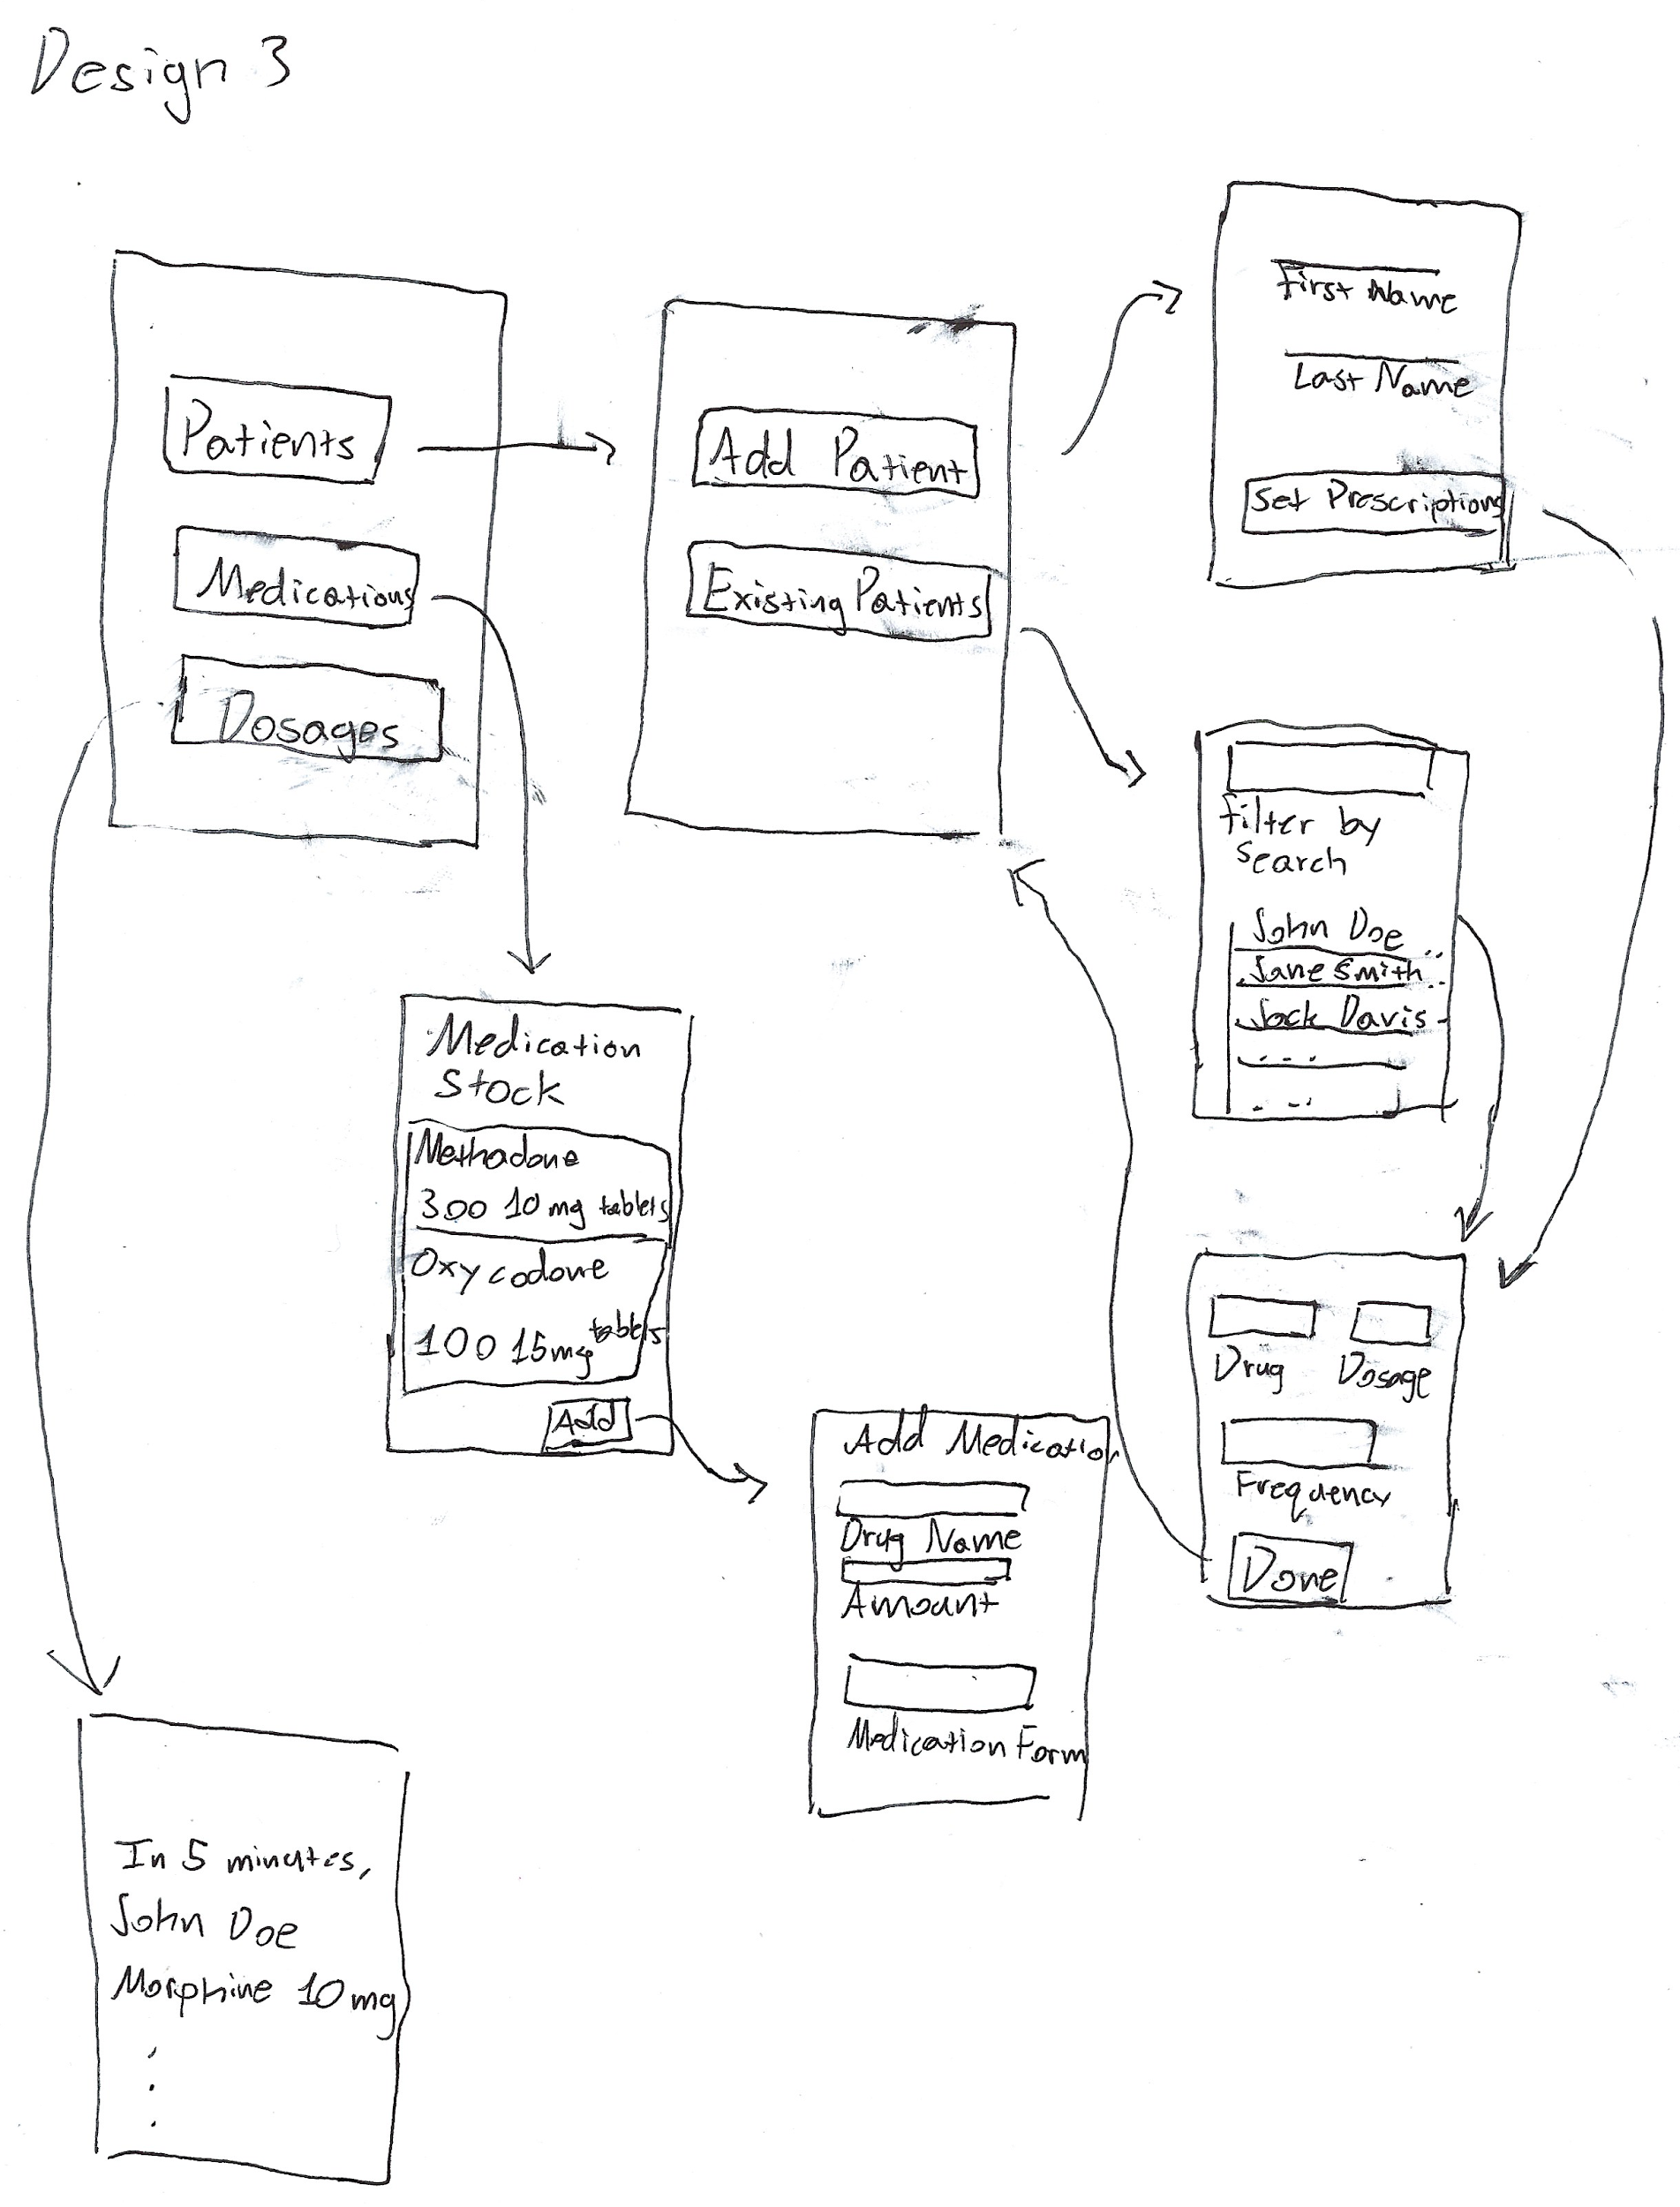 Design 3
Patients
Medications
Dosages
Add Patient
Existing Patients
First Name
Last Name
Set Prescriptions
filter by
search
John Doe
Jane Smith
Jack Davis
Drug
Dosage
Frequency
Done
Medication
Stock
Methadone
300 10 mg tablets
Oxycodone
100 15mg tablets
Add
Add Medication
Drug Name
Amount
Medication Form
In 5 minutes,
John Doe
Morphine 10 mg